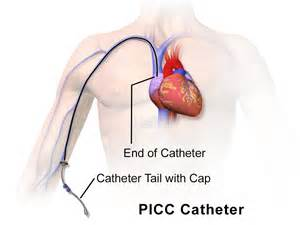 End of Catheter
Catheter Tail with Cap
PICC Catheter